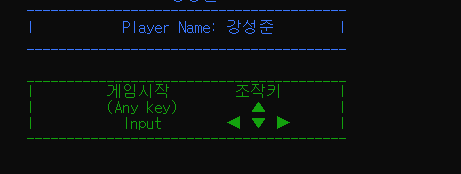 Player Name: 강성준
게임시작 조작키
(Any key) ▲
Input ◀ ▼ ▶